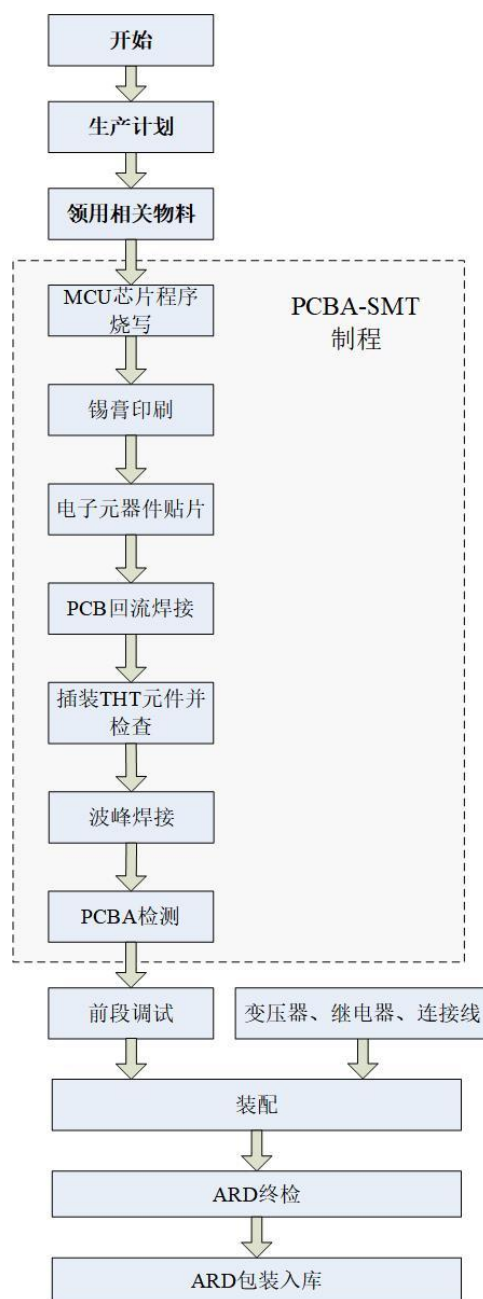 开始
生产计划
领用相关物料
MCU芯片程序
烧写
PCBA-SMT
制程
锡膏印刷
电子元器件贴片
PCB回流焊接
插装THT元件并
检查
波峰焊接
PCBA检测
前段调试
变压器、继电器、连接线
装配
ARD终检
ARD包装入库